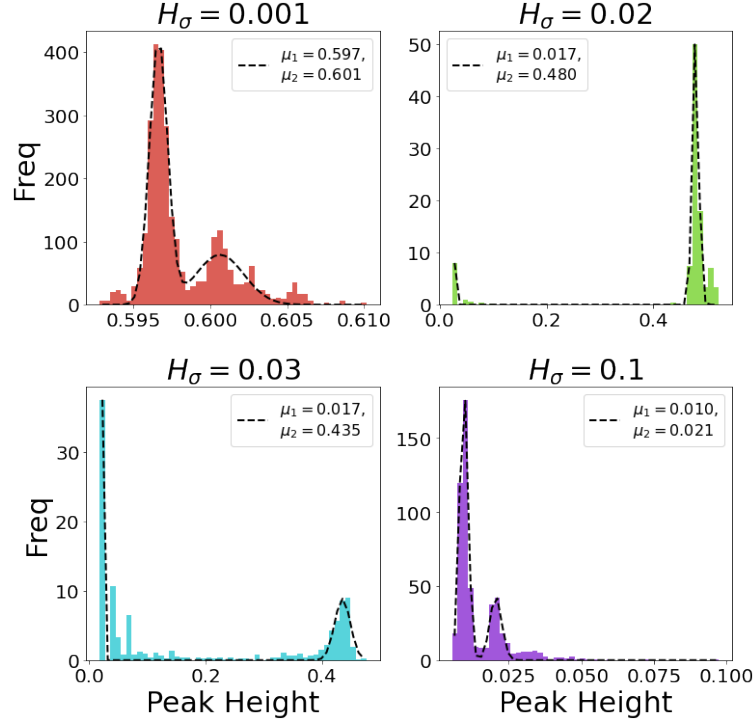 H_σ = 0.001
Freq
400
300
200
100
0
0.595 0.600 0.605 0.610
μ₁ = 0.597,
μ₂ = 0.601
H_σ = 0.02
50
40
30
20
10
0
0.0 0.2 0.4
μ₁ = 0.017,
μ₂ = 0.480
H_σ = 0.03
Freq
30
20
10
0
0.0 0.2 0.4
Peak Height
μ₁ = 0.017,
μ₂ = 0.435
H_σ = 0.1
150
100
50
0
0.025 0.050 0.075 0.100
Peak Height
μ₁ = 0.010,
μ₂ = 0.021